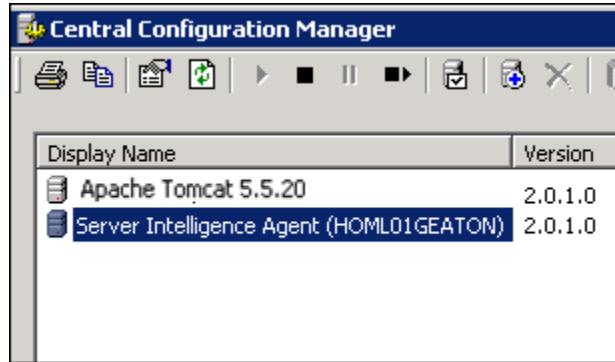 Central Configuration Manager
Display Name Version
Apache Tomcat 5.5.20 2.0.1.0
Server Intelligence Agent (HOML01GEATON) 2.0.1.0